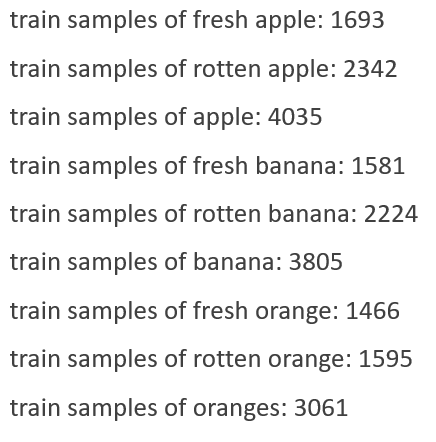 train samples of fresh apple: 1693
train samples of rotten apple: 2342
train samples of apple: 4035
train samples of fresh banana: 1581
train samples of rotten banana: 2224
train samples of banana: 3805
train samples of fresh orange: 1466
train samples of rotten orange: 1595
train samples of oranges: 3061